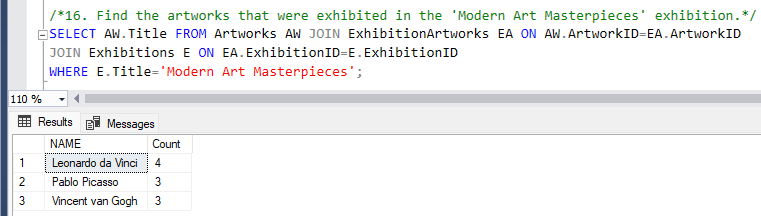 /*16. Find the artworks that were exhibited in the 'Modern Art Masterpieces' exhibition.*/
SELECT AW.Title FROM Artworks AW JOIN ExhibitionArtworks EA ON AW.ArtworkID=EA.ArtworkID
JOIN Exhibitions E ON EA.ExhibitionID=E.ExhibitionID
WHERE E.Title='Modern Art Masterpieces';
110 %
Results Messages
NAME Count
1 Leonardo da Vinci 4
2 Pablo Picasso 3
3 Vincent van Gogh 3